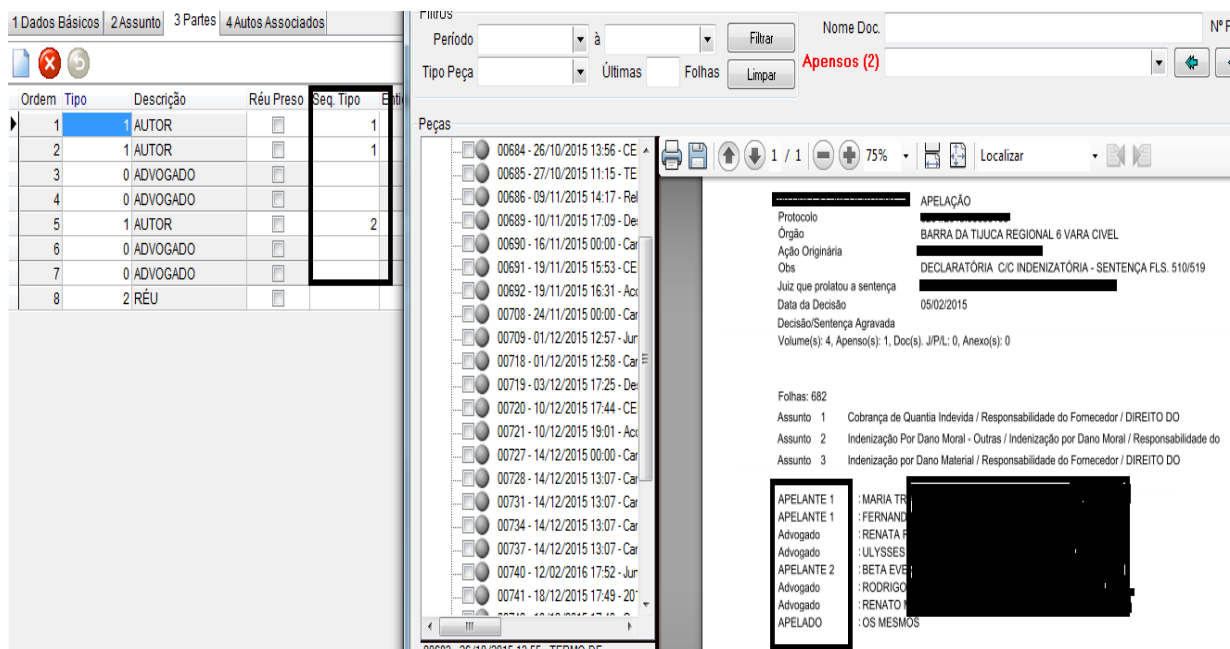 1 Dados Básicos 2 Assunto 3 Partes 4 Autos Associados
Ordem Tipo Descrição Réu Preso Seq. Tipo
1 1 AUTOR 1
2 1 AUTOR 1
3 0 ADVOGADO
4 0 ADVOGADO
5 1 AUTOR 2
6 0 ADVOGADO
7 0 ADVOGADO
8 2 RÉU
Filtros
Período à Filtrar
Tipo Peça Últimas Folhas Limpar
Nome Doc. Nº
Apensos (2)
Peças
00684 - 26/10/2015 13:56 - CE
00685 - 27/10/2015 11:15 - TE
00686 - 09/11/2015 14:17 - Rel
00689 - 10/11/2015 17:09 - De
00690 - 16/11/2015 00:00 - Car
00691 - 19/11/2015 15:53 - CE
00692 - 19/11/2015 16:31 - Acó
00708 - 24/11/2015 00:00 - Car
00709 - 01/12/2015 12:57 - Jur
00718 - 01/12/2015 12:58 - Car
00719 - 03/12/2015 17:25 - De
00720 - 10/12/2015 17:44 - CE
00721 - 10/12/2015 19:01 - Acó
00727 - 14/12/2015 00:00 - Car
00728 - 14/12/2015 13:07 - Car
00731 - 14/12/2015 13:07 - Car
00734 - 14/12/2015 13:07 - Car
00737 - 14/12/2015 13:07 - Car
00740 - 12/02/2016 17:52 - Jur
00741 - 18/12/2015 17:49 - 20
1 / 1 75% Localizar
APELAÇÃO
Protocolo
Órgão BARRA DA TIJUCA REGIONAL 6 VARA CIVEL
Ação Originária
Obs DECLARATÓRIA C/C INDENIZATÓRIA - SENTENÇA FLS. 510/519
Juiz que prolatou a sentença
Data da Decisão 05/02/2015
Decisão/Sentença Agravada
Volume(s): 4, Apenso(s): 1, Doc(s). J/P/L: 0, Anexo(s): 0
Folhas: 682
Assunto 1 Cobrança de Quantia Indevida / Responsabilidade do Fornecedor / DIREITO DO
Assunto 2 Indenização Por Dano Moral - Outras / Indenização por Dano Moral / Responsabilidade do
Assunto 3 Indenização por Dano Material / Responsabilidade do Fornecedor / DIREITO DO
APELANTE 1 : MARIA TR
APELANTE 1 : FERNAND
Advogado : RENATA
Advogado : ULYSSES
APELANTE 2 : BETA EVE
Advogado : RODRIGO
Advogado : RENATO
APELADO : OS MESMOS